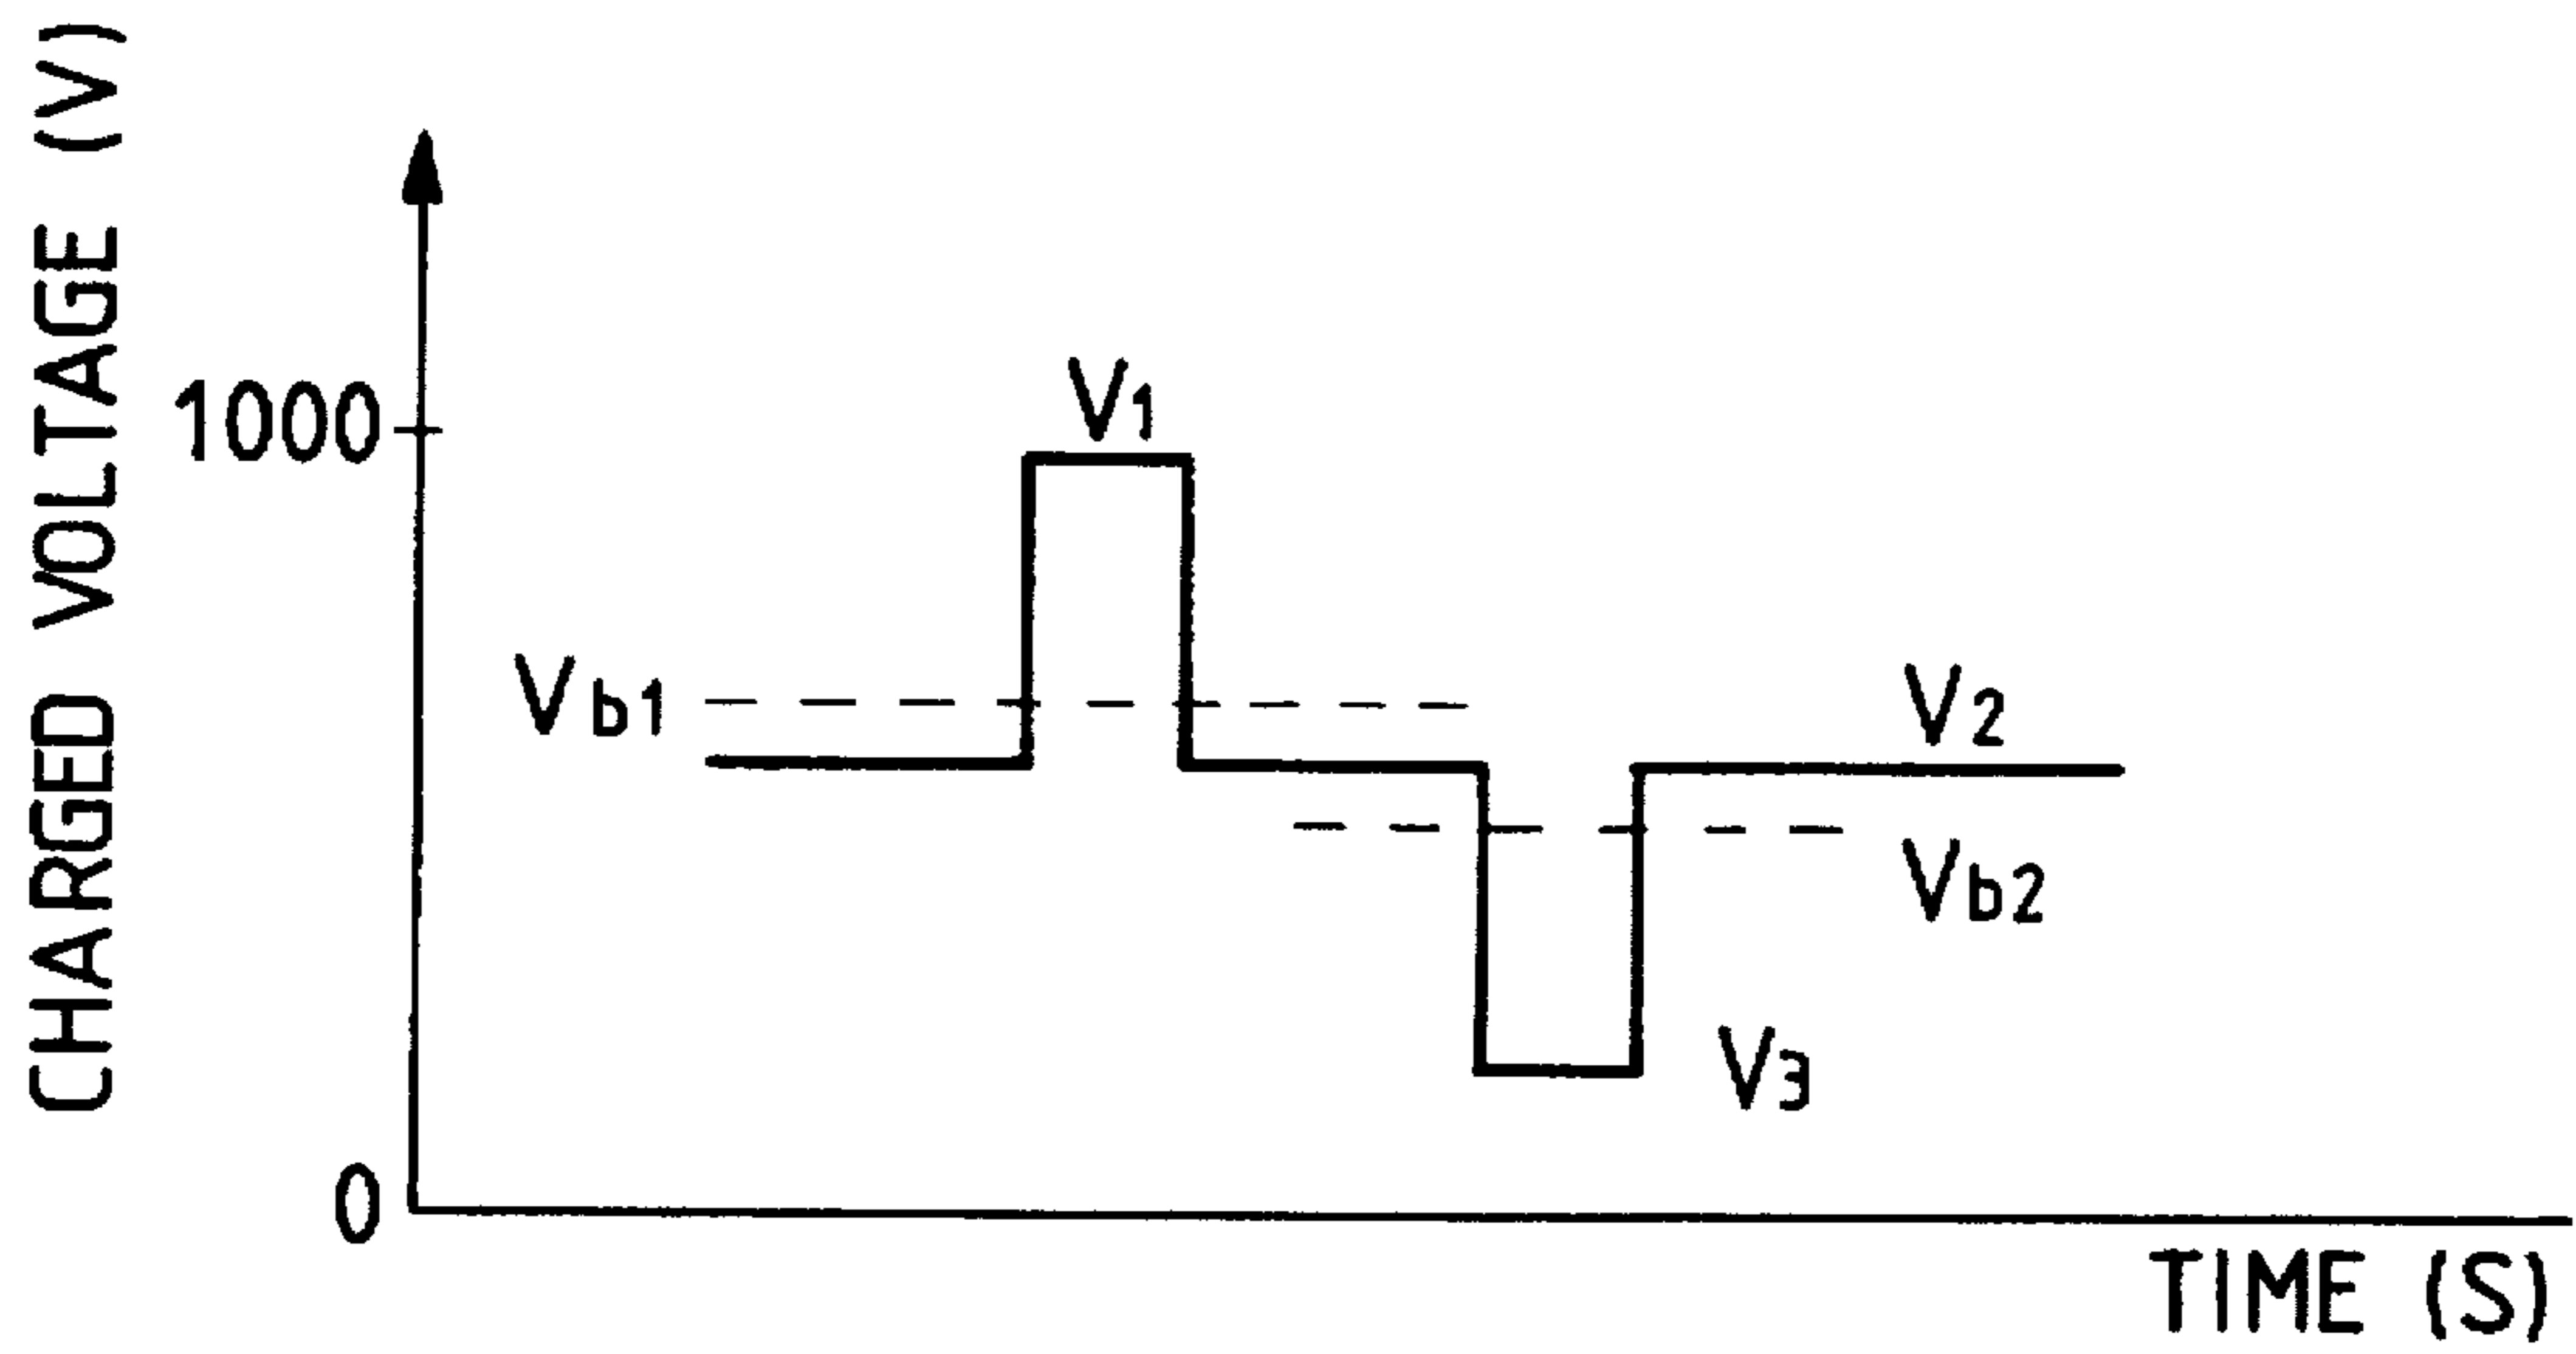 CHARGED VOLTAGE (V)
1000
V1
Vb1
V2
Vb2
V3
0
TIME (S)